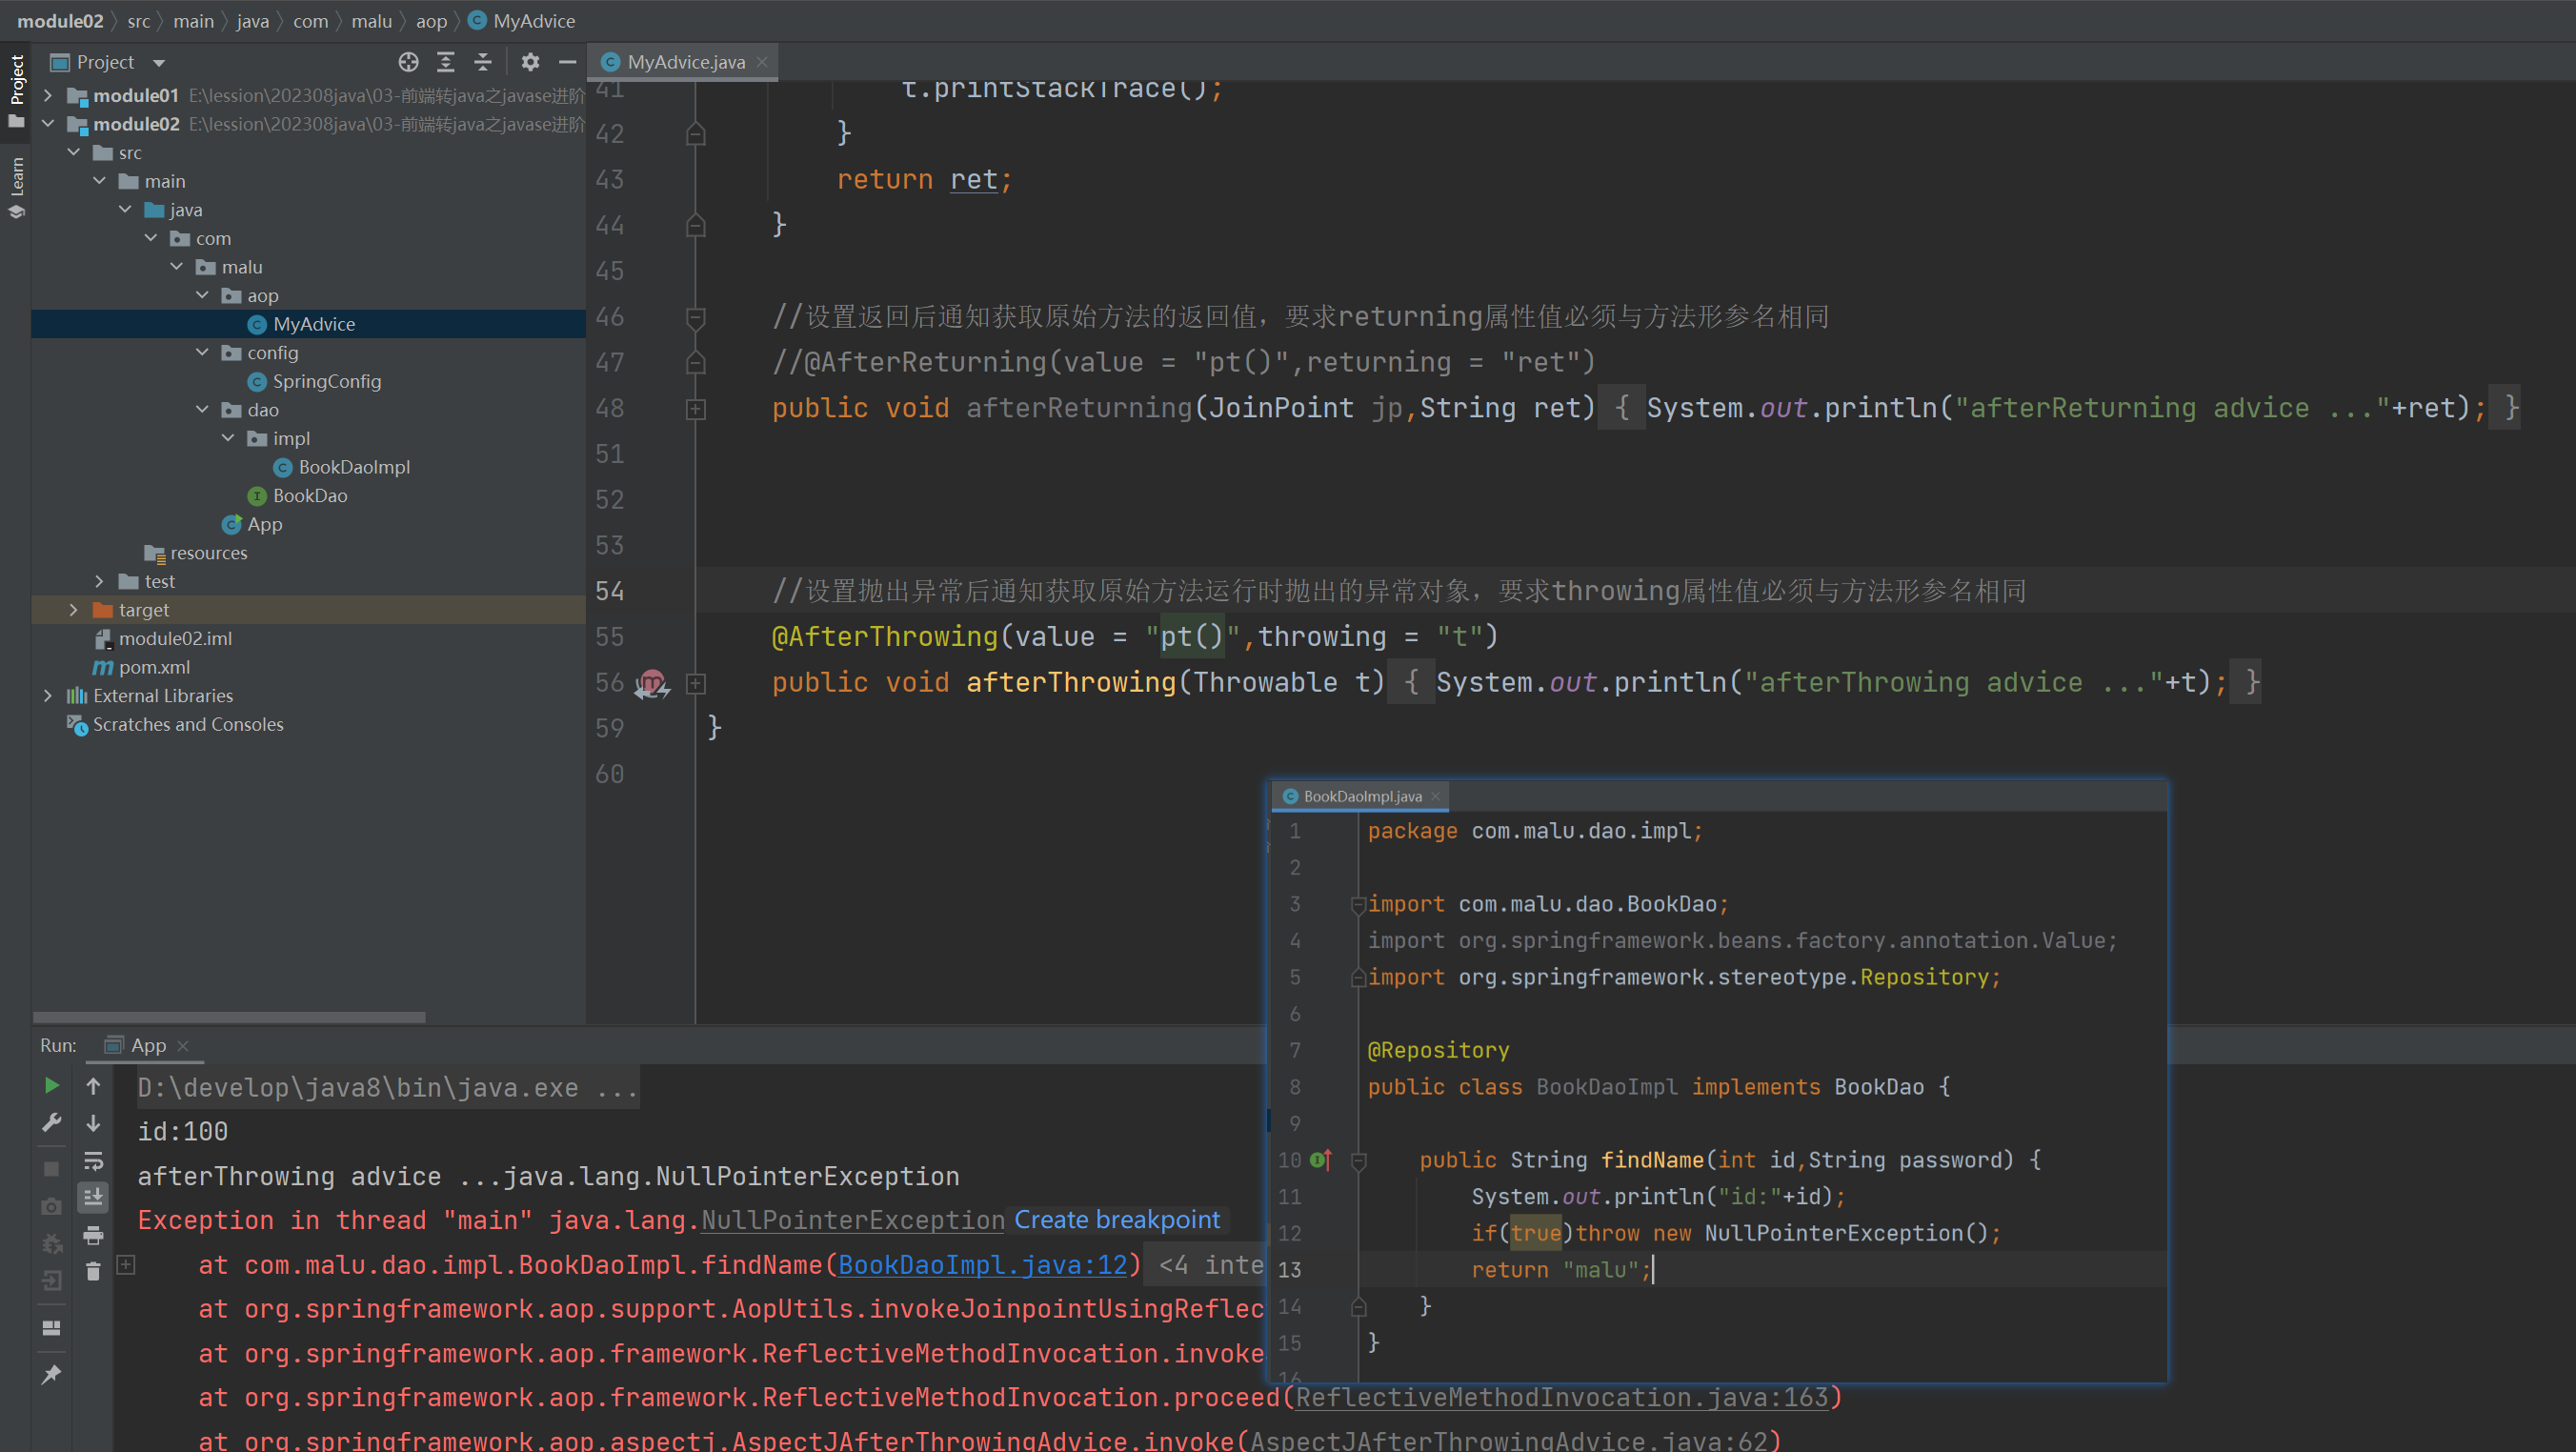 module02 〉 src 〉 main 〉 java 〉 com 〉 malu 〉 aop 〉 MyAdvice
Project
Learn
Project
module01 E:\lession\202308java\03-前端转java之javase进阶
module02 E:\lession\202308java\03-前端转java之javase进阶
src
main
java
com
malu
aop
MyAdvice
config
SpringConfig
dao
impl
BookDaoImpl
BookDao
App
resources
test
target
module02.iml
pom.xml
External Libraries
Scratches and Consoles
MyAdvice.java
41 t.printStackTrace();
42 }
43 return ret;
44 }
45
46 //设置返回后通知获取原始方法的返回值，要求returning属性值必须与方法形参名相同
47 //@AfterReturning(value = "pt()",returning = "ret")
48 public void afterReturning(JoinPoint jp,String ret) { System.out.println("afterReturning advice ..."+ret); }
51
52
53
54 //设置抛出异常后通知获取原始方法运行时抛出的异常对象，要求throwing属性值必须与方法形参名相同
55 @AfterThrowing(value = "pt()",throwing = "t")
56 public void afterThrowing(Throwable t) { System.out.println("afterThrowing advice ..."+t); }
59 }
60
BookDaoImpl.java
1 package com.malu.dao.impl;
2
3 import com.malu.dao.BookDao;
4 import org.springframework.beans.factory.annotation.Value;
5 import org.springframework.stereotype.Repository;
6
7 @Repository
8 public class BookDaoImpl implements BookDao {
9
10 public String findName(int id,String password) {
11 System.out.println("id:"+id);
12 if(true)throw new NullPointerException();
13 return "malu";
14 }
15 }
16
Run: App
D:\develop\java8\bin\java.exe ...
id:100
afterThrowing advice ...java.lang.NullPointerException
Exception in thread "main" java.lang.NullPointerException Create breakpoint
at com.malu.dao.impl.BookDaoImpl.findName(BookDaoImpl.java:12) <4 inte
at org.springframework.aop.support.AopUtils.invokeJoinpointUsingReflec
at org.springframework.aop.framework.ReflectiveMethodInvocation.invoke
at org.springframework.aop.framework.ReflectiveMethodInvocation.proceed(ReflectiveMethodInvocation.java:163)
at org.springframework.aop.aspectj.AspectJAfterThrowingAdvice.invoke(AspectJAfterThrowingAdvice.java:62)